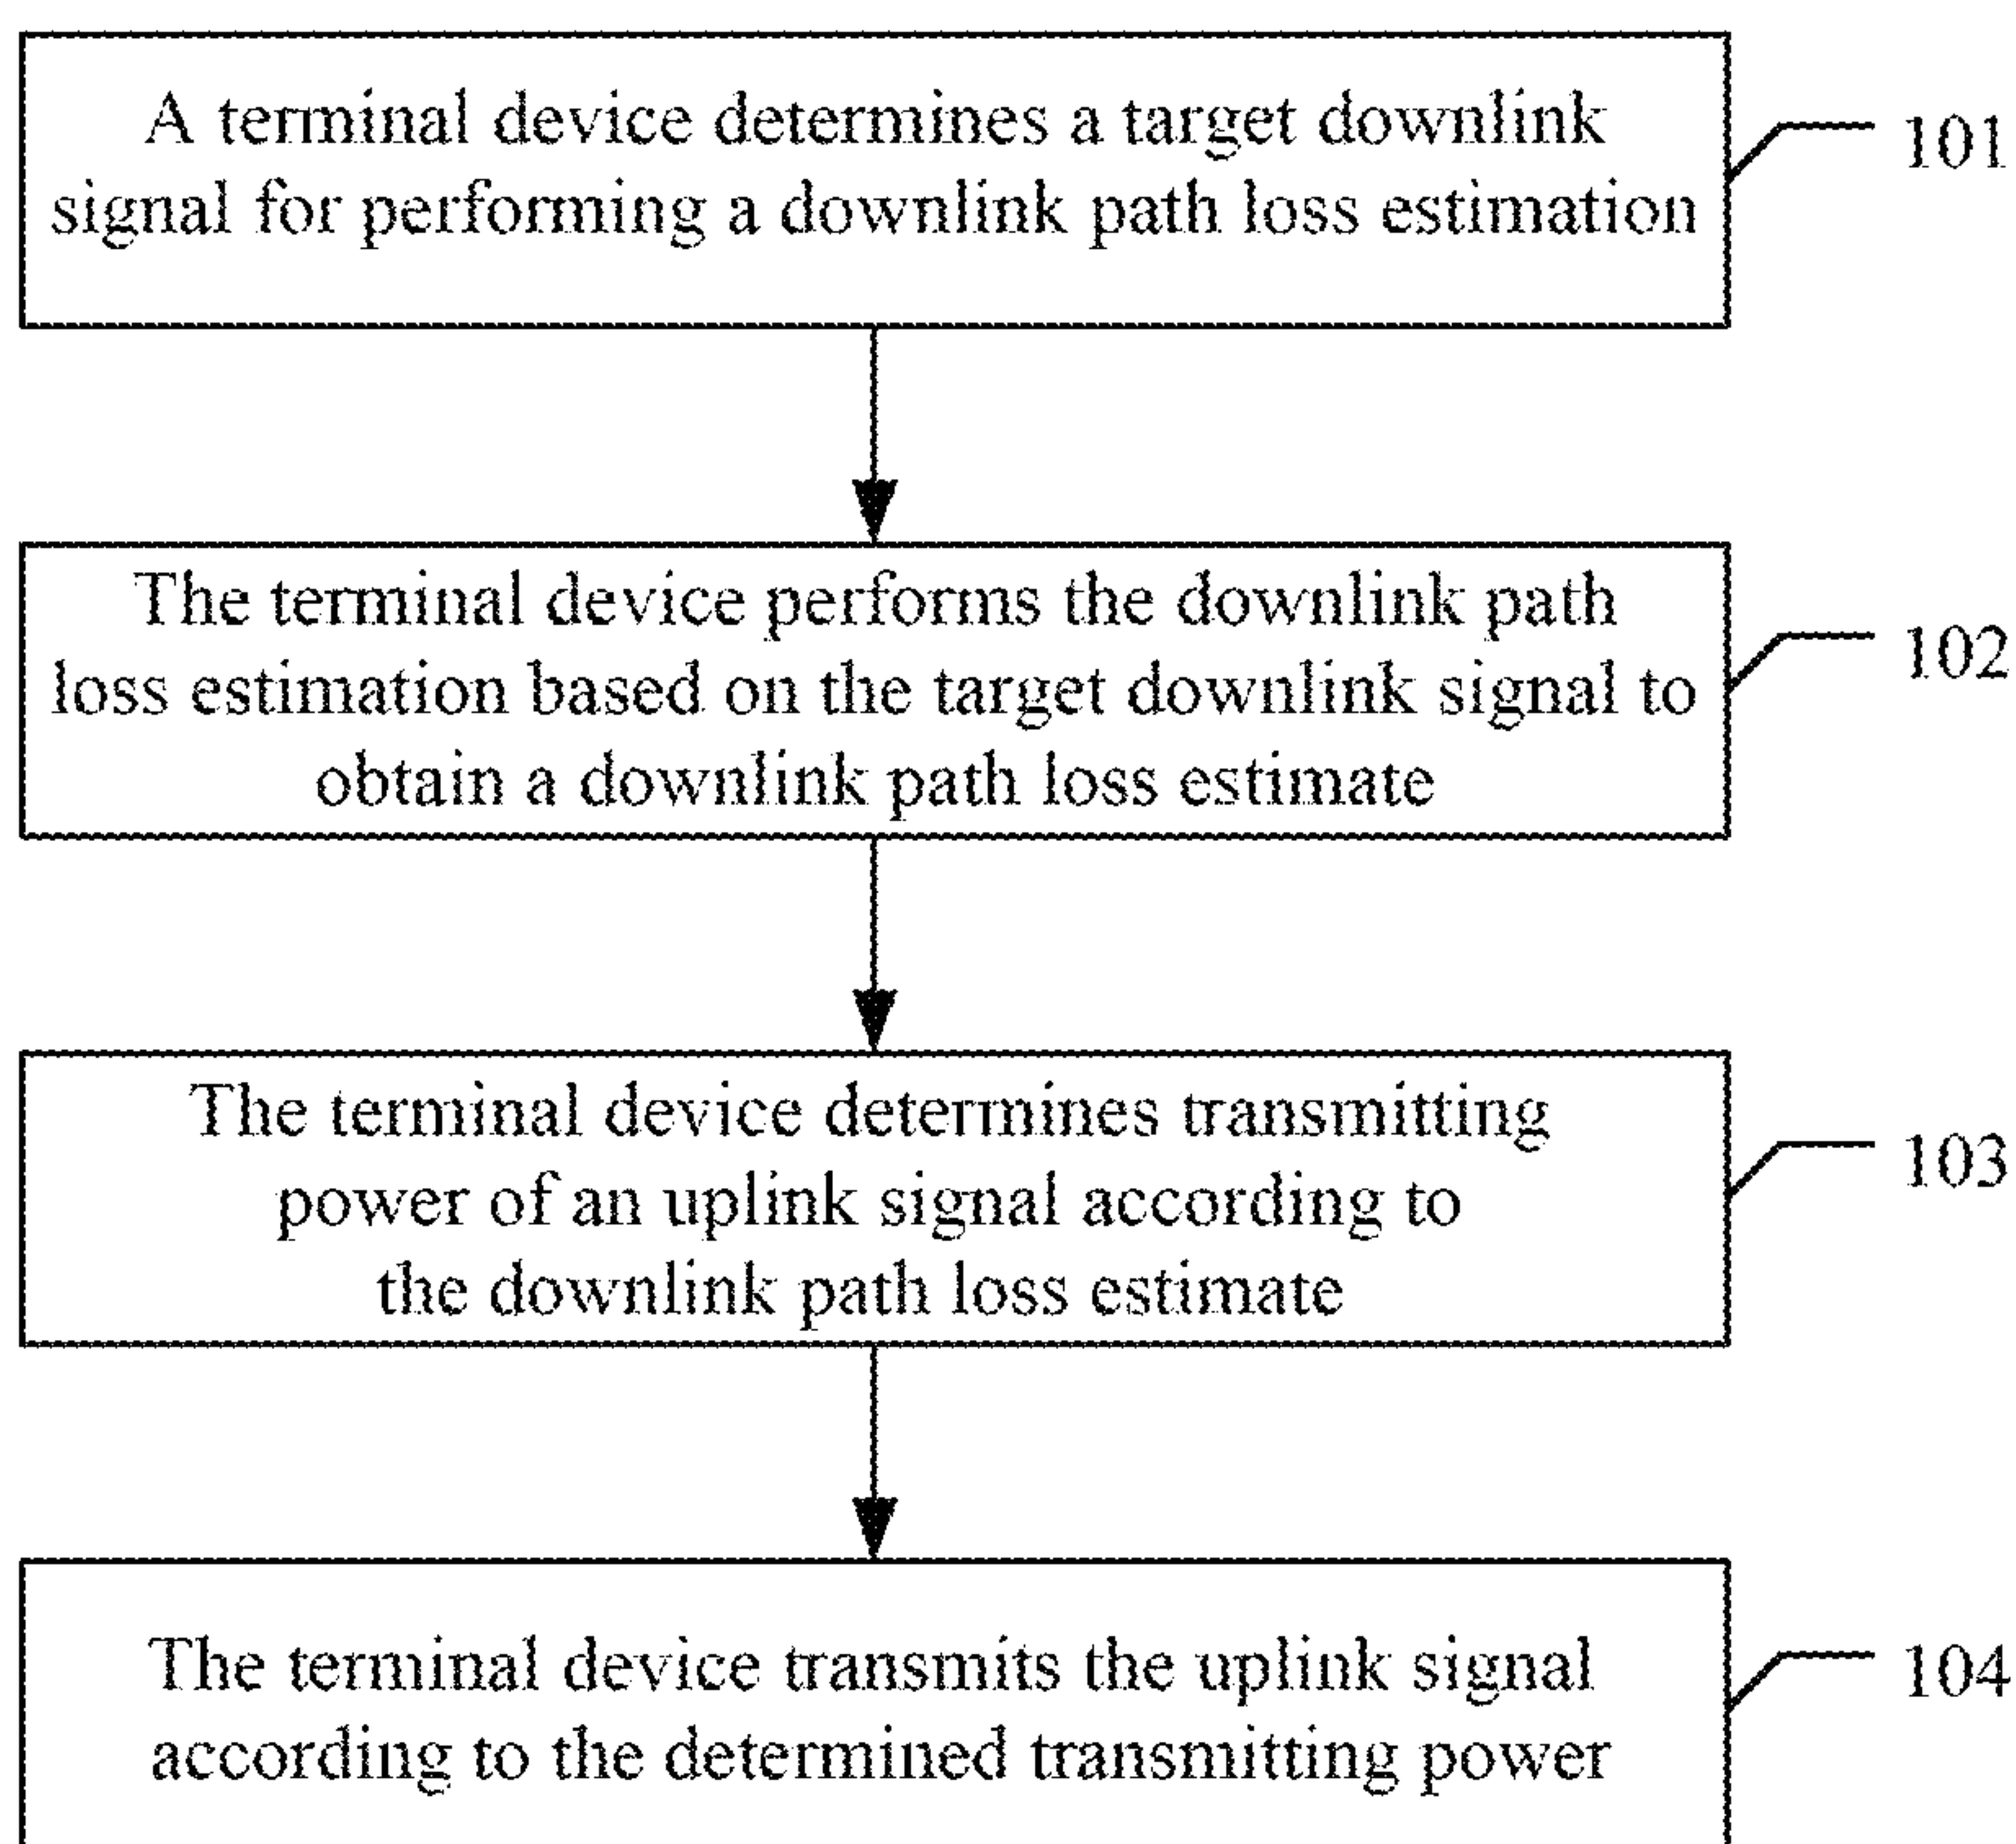 A terminal device determines a target downlink
signal for performing a downlink path loss estimation
101
The terminal device performs the downlink path
loss estimation based on the target downlink signal to
obtain a downlink path loss estimate
102
The terminal device determines transmitting
power of an uplink signal according to
the downlink path loss estimate
103
The terminal device transmits the uplink signal
according to the determined transmitting power
104